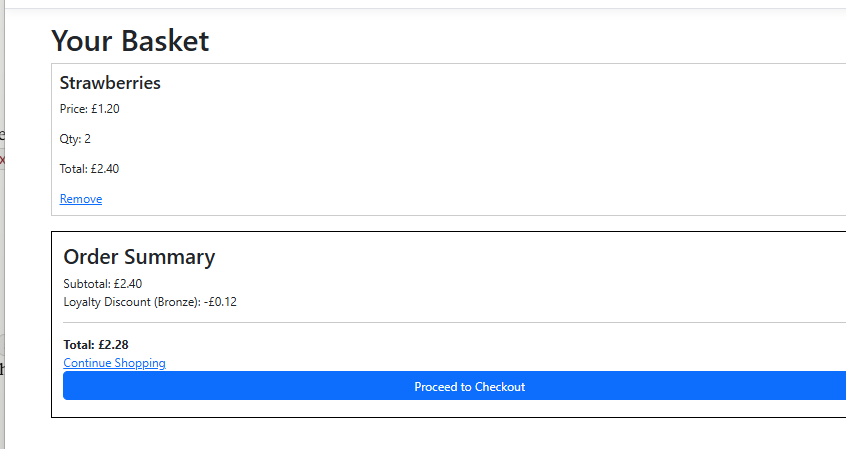 Your Basket
Strawberries
Price: £1.20
Qty: 2
Total: £2.40
Remove
Order Summary
Subtotal: £2.40
Loyalty Discount (Bronze): -£0.12
Total: £2.28
Continue Shopping
Proceed to Checkout